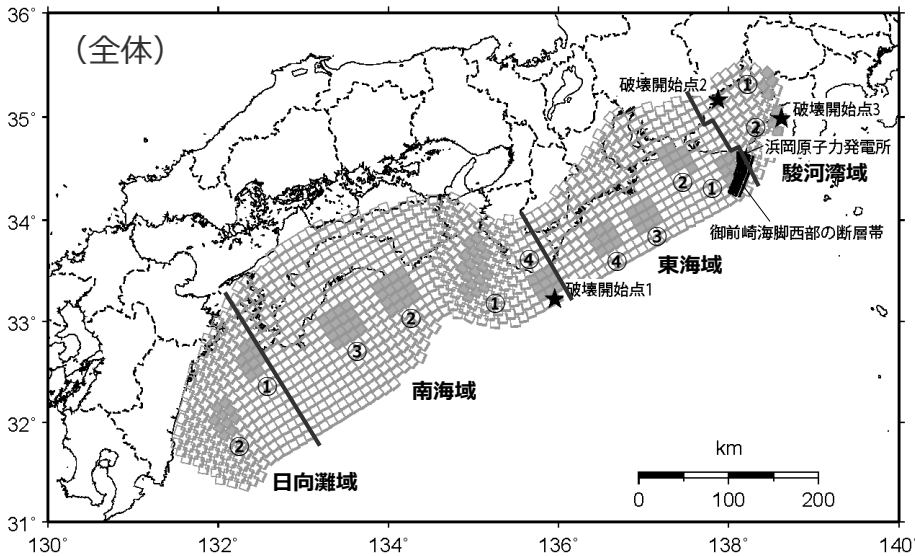 36°
35°
34°
33°
32°
31°
130°
132°
134°
136°
138°
140°
（全体）
破壊開始点2
①
破壊開始点3
②
浜岡原子力発電所
駿河湾域
②
①
御前崎海脚西部の断層帯
③
④
東海域
④
破壊開始点1
①
②
③
南海域
①
②
日向灘域
km
0 100 200